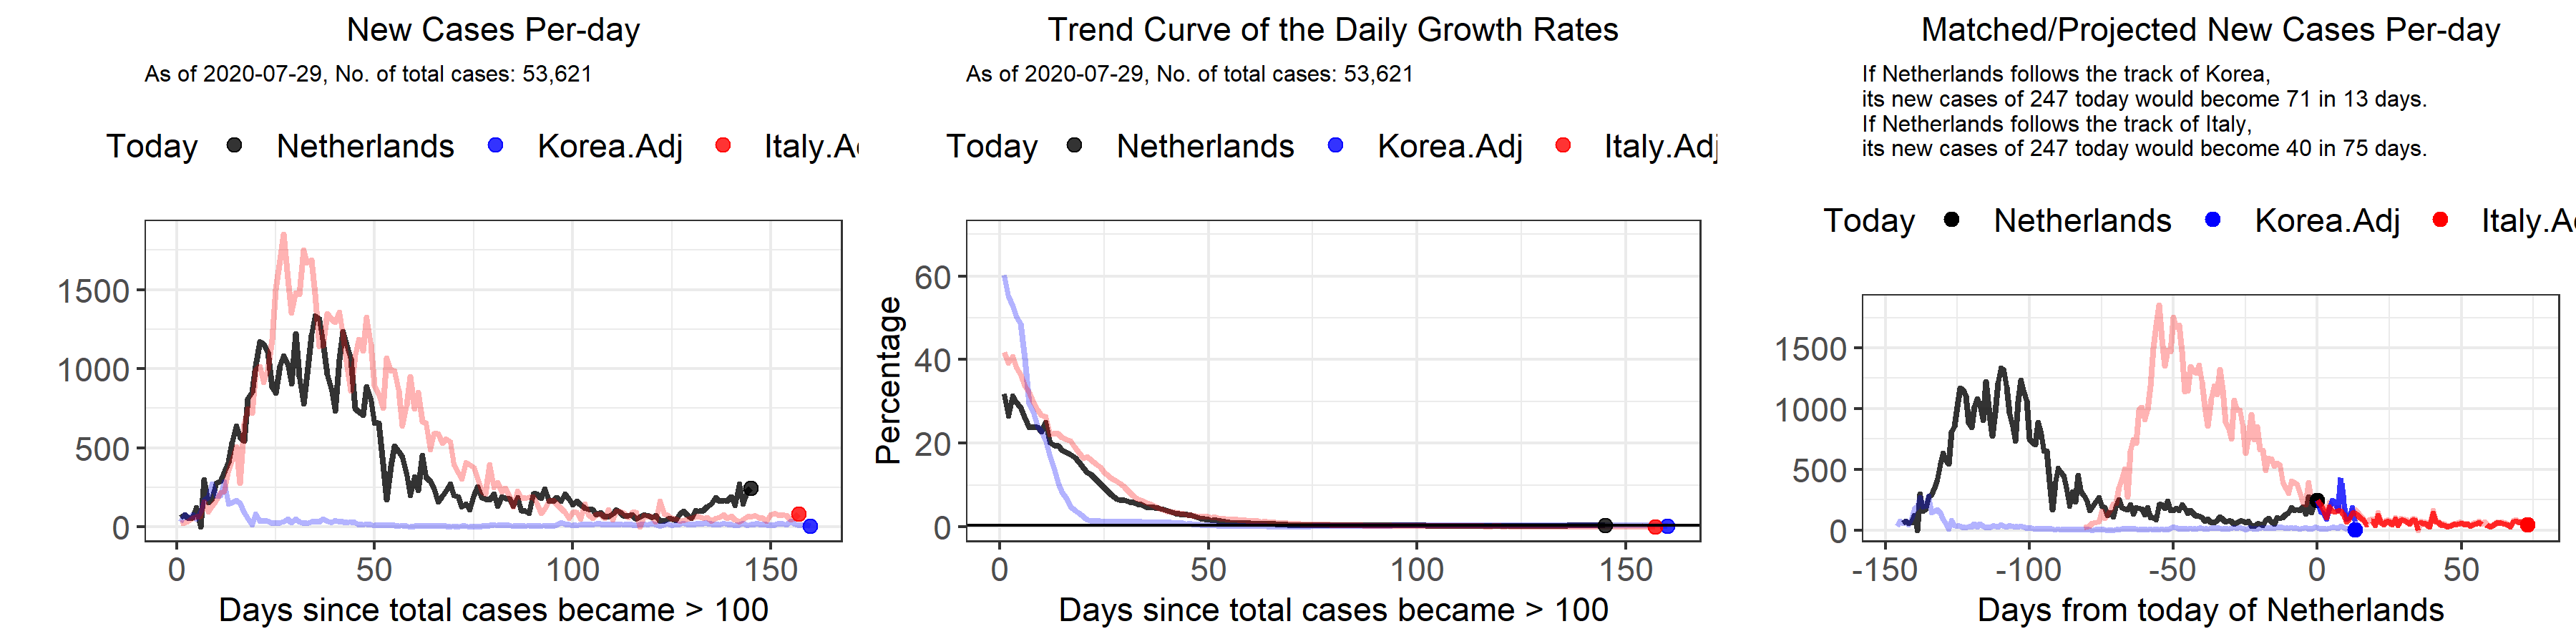 New Cases Per-day
As of 2020-07-29, No. of total cases: 53,621
Today Netherlands Korea.Adj Italy.A
1500
1000
500
0
0 50 100 150
Days since total cases became > 100
Trend Curve of the Daily Growth Rates
As of 2020-07-29, No. of total cases: 53,621
Today Netherlands Korea.Adj Italy.Adj
Percentage
60
40
20
0
0 50 100 150
Days since total cases became > 100
Matched/Projected New Cases Per-day
If Netherlands follows the track of Korea,
its new cases of 247 today would become 71 in 13 days.
If Netherlands follows the track of Italy,
its new cases of 247 today would become 40 in 75 days.
Today Netherlands Korea.Adj Italy.A
1500
1000
500
0
-150 -100 -50 0 50
Days from today of Netherlands